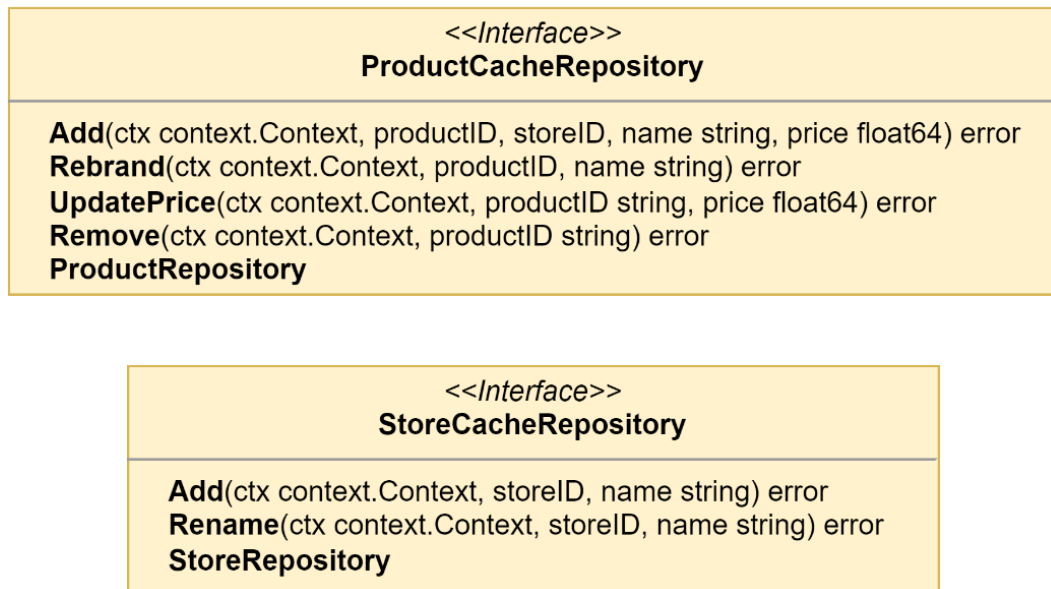 <<Interface>>
ProductCacheRepository
Add(ctx context.Context, productID, storeID, name string, price float64) error
Rebrand(ctx context.Context, productID, name string) error
UpdatePrice(ctx context.Context, productID string, price float64) error
Remove(ctx context.Context, productID string) error
ProductRepository
<<Interface>>
StoreCacheRepository
Add(ctx context.Context, storeID, name string) error
Rename(ctx context.Context, storeID, name string) error
StoreRepository